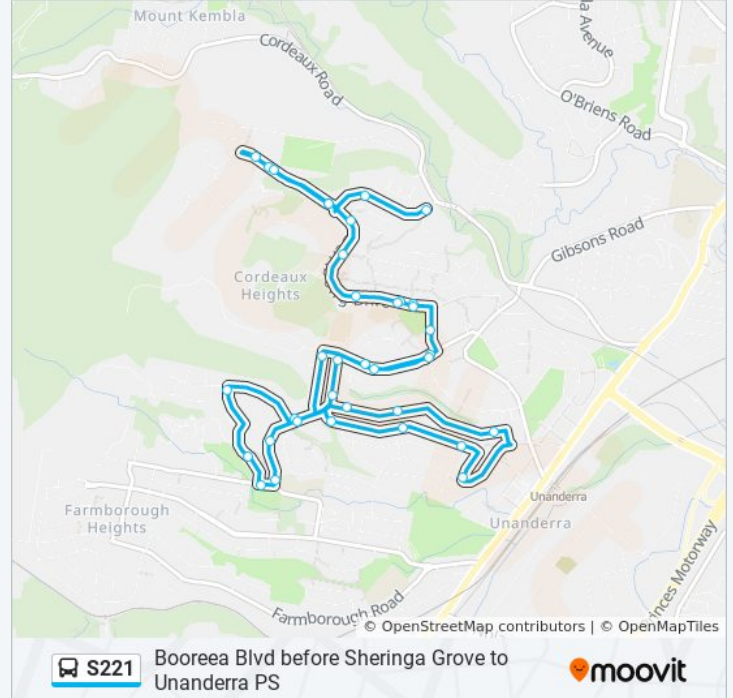 Mount Kembla
Cordeaux Road
O'Briens Road
Gibsons Road
Cordeaux
Heights
Unanderra
Farmborough
Heights
Unanderra
Farmborough Road
Princes Motorway
© OpenStreetMap contributors | © OpenMapTiles
S221
Booreea Blvd before Sheringa Grove to
Unanderra PS
moovit